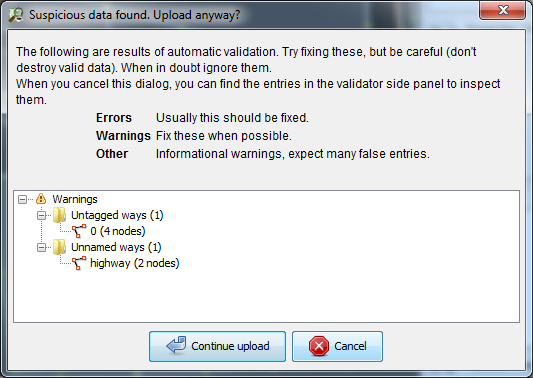 Suspicious data found. Upload anyway?
The following are results of automatic validation. Try fixing these, but be careful (don't
destroy valid data). When in doubt ignore them.
When you cancel this dialog, you can find the entries in the validator side panel to inspect
them.
Errors Usually this should be fixed.
Warnings Fix these when possible.
Other Informational warnings, expect many false entries.
Warnings
Untagged ways (1)
0 (4 nodes)
Unnamed ways (1)
highway (2 nodes)
Continue upload Cancel